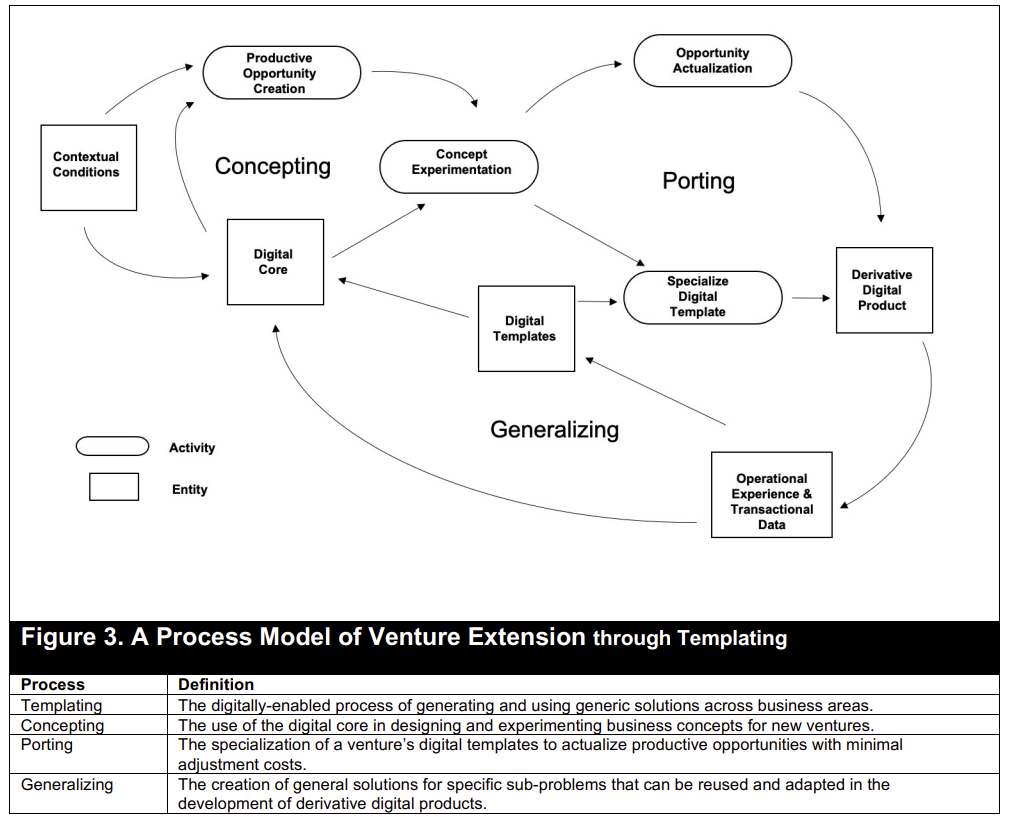 Productive
Opportunity
Creation
Opportunity
Actualization
Contextual
Conditions
Concepting
Concept
Experimentation
Porting
Digital
Core
Specialize
Digital
Template
Derivative
Digital
Product
Digital
Templates
Generalizing
Activity
Entity
Operational
Experience &
Transactional
Data
Figure 3. A Process Model of Venture Extension through Templating
Process Definition
Templating The digitally-enabled process of generating and using generic solutions across business areas.
Concepting The use of the digital core in designing and experimenting business concepts for new ventures.
Porting The specialization of a venture's digital templates to actualize productive opportunities with minimal
adjustment costs.
Generalizing The creation of general solutions for specific sub-problems that can be reused and adapted in the
development of derivative digital products.